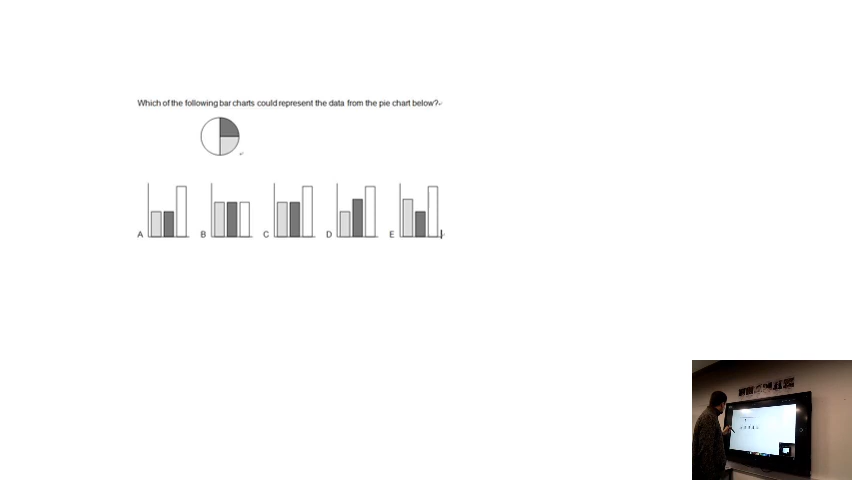 Which of the following bar charts could represent the data from the pie chart below?
A B C D E